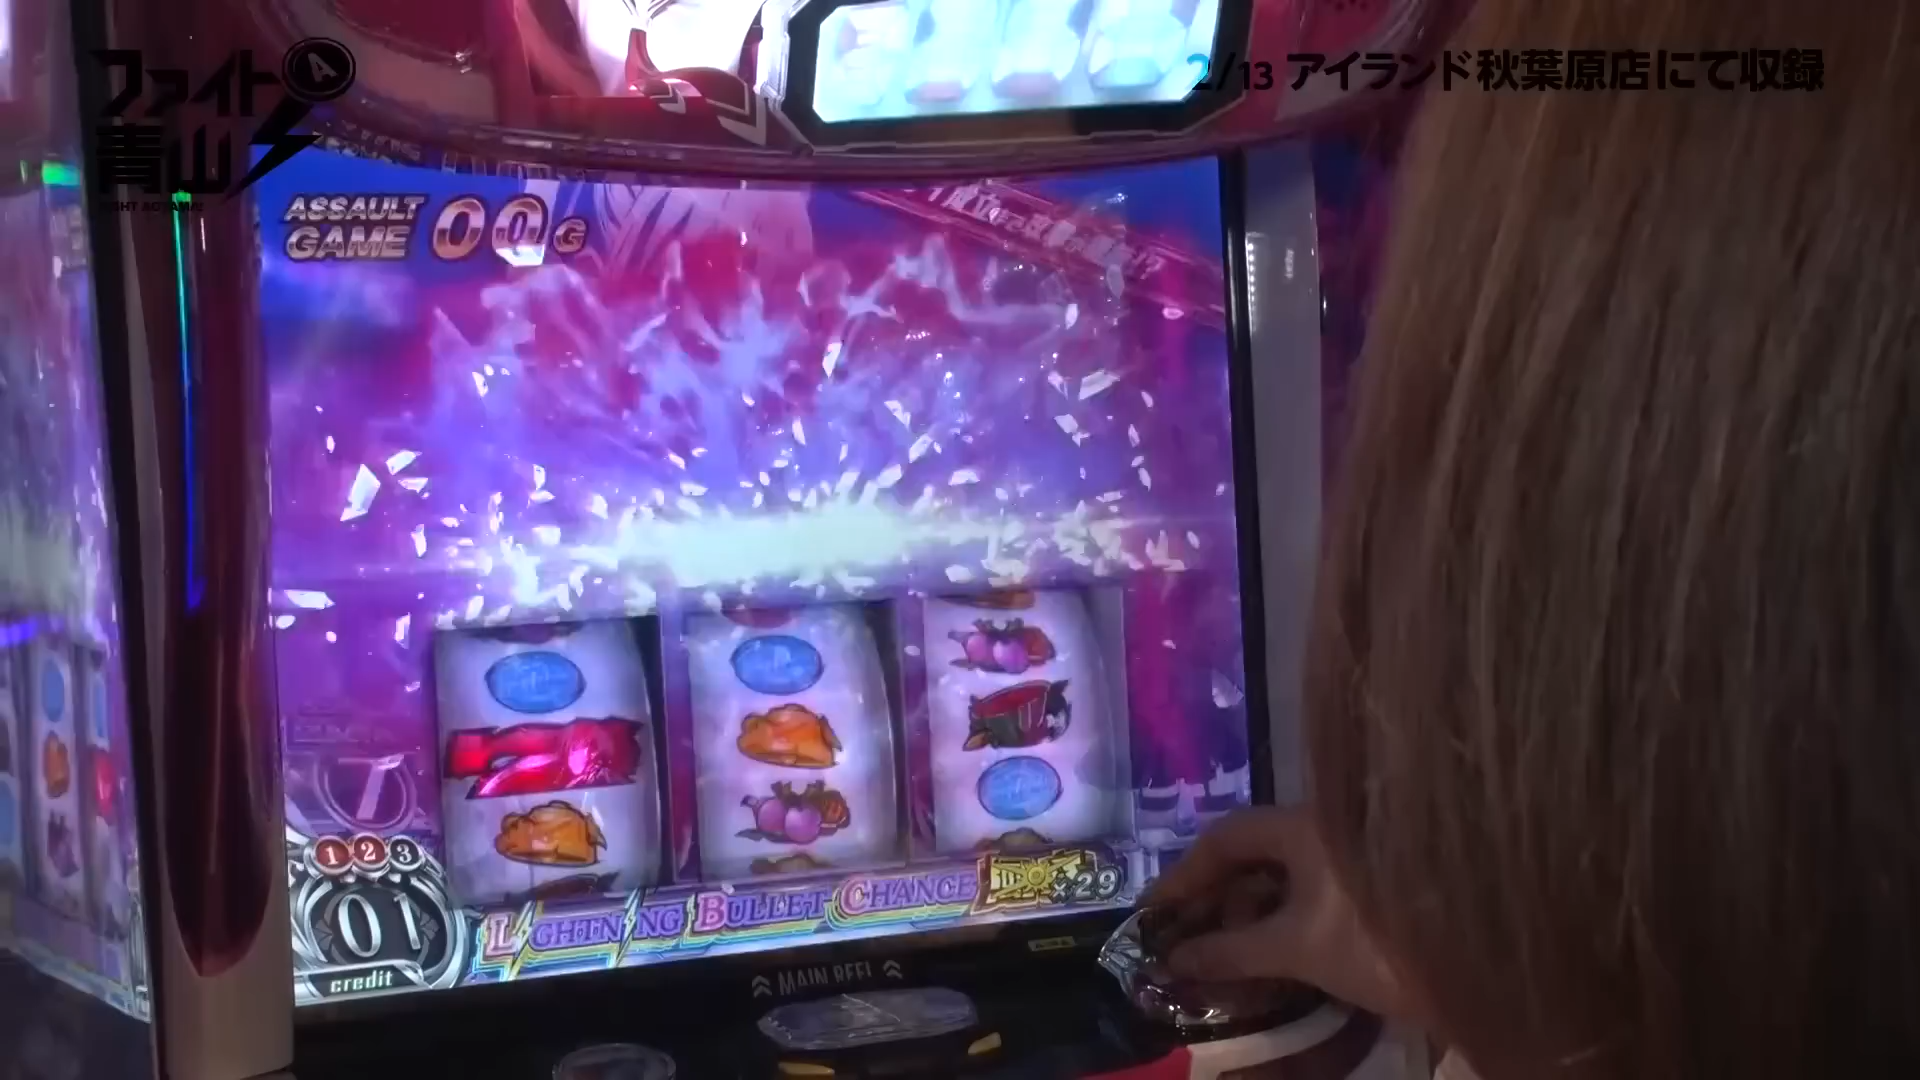 ファイト
青山
A
2/13 アイランド秋葉原店にて収録
ASSAULT
GAME 00G
7
1 2 3
01
credit
LIGHTNING BULLET CHANCE
×29
MAIN REEL